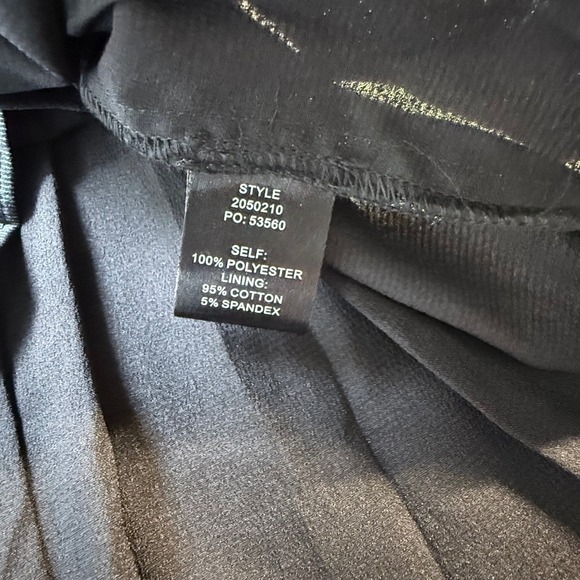 STYLE
2050210
PO: 53560
SELF:
100% POLYESTER
LINING:
95% COTTON
5% SPANDEX